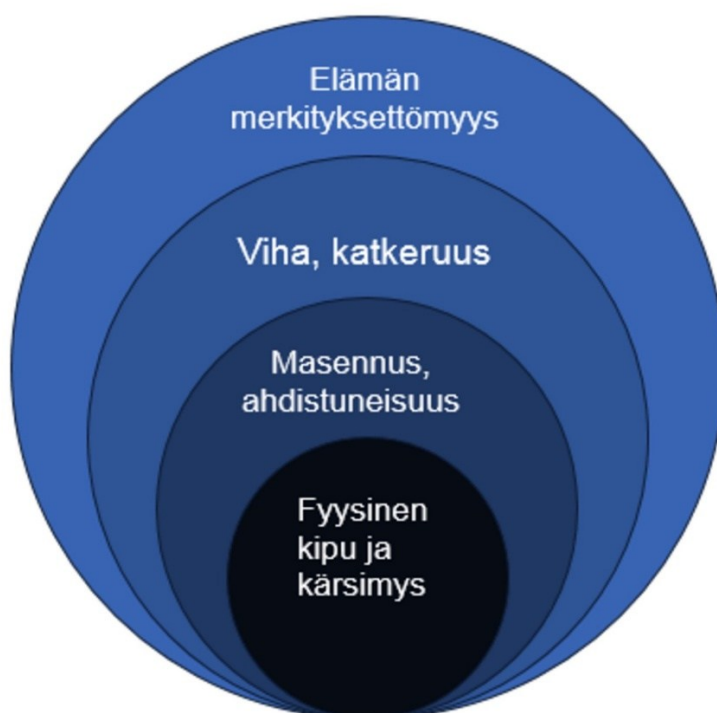 Elämän
merkityksettömyys
Viha, katkeruus
Masennus,
ahdistuneisuus
Fyysinen
kipu ja
kärsimys